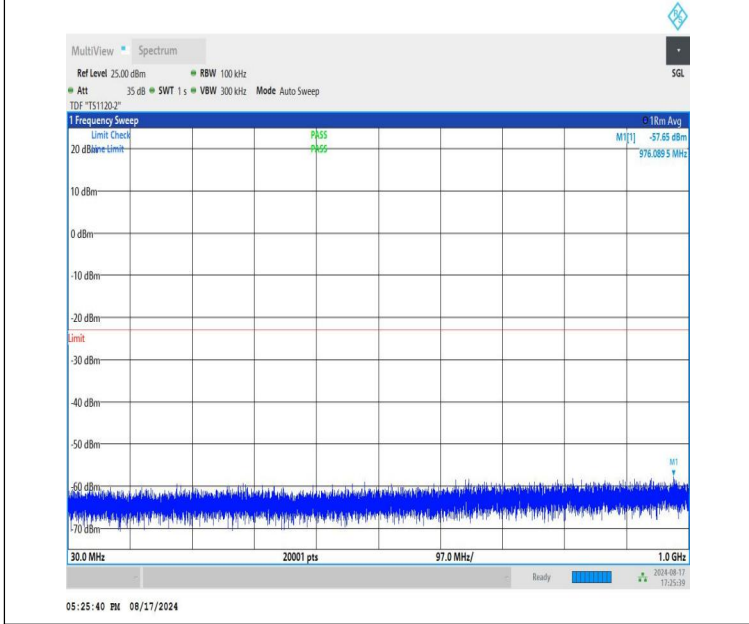 R S
MultiView Spectrum
Ref Level 25.00 dBm RBW 100 kHz SGL
Att 35 dB SWT 1 s VBW 300 kHz Mode Auto Sweep
TDF "TS1120-2"
1 Frequency Sweep 1Rm Avg
Limit Check PASS M1[1] -57.65 dBm
20 dBm Line Limit PASS 976.089 5 MHz
10 dBm
0 dBm
-10 dBm
-20 dBm
Limit
-30 dBm
-40 dBm
-50 dBm
M1
-60 dBm
-70 dBm
30.0 MHz 20001 pts 97.0 MHz/ 1.0 GHz
Ready 2024-08-17
17:25:39
05:25:40 PM 08/17/2024